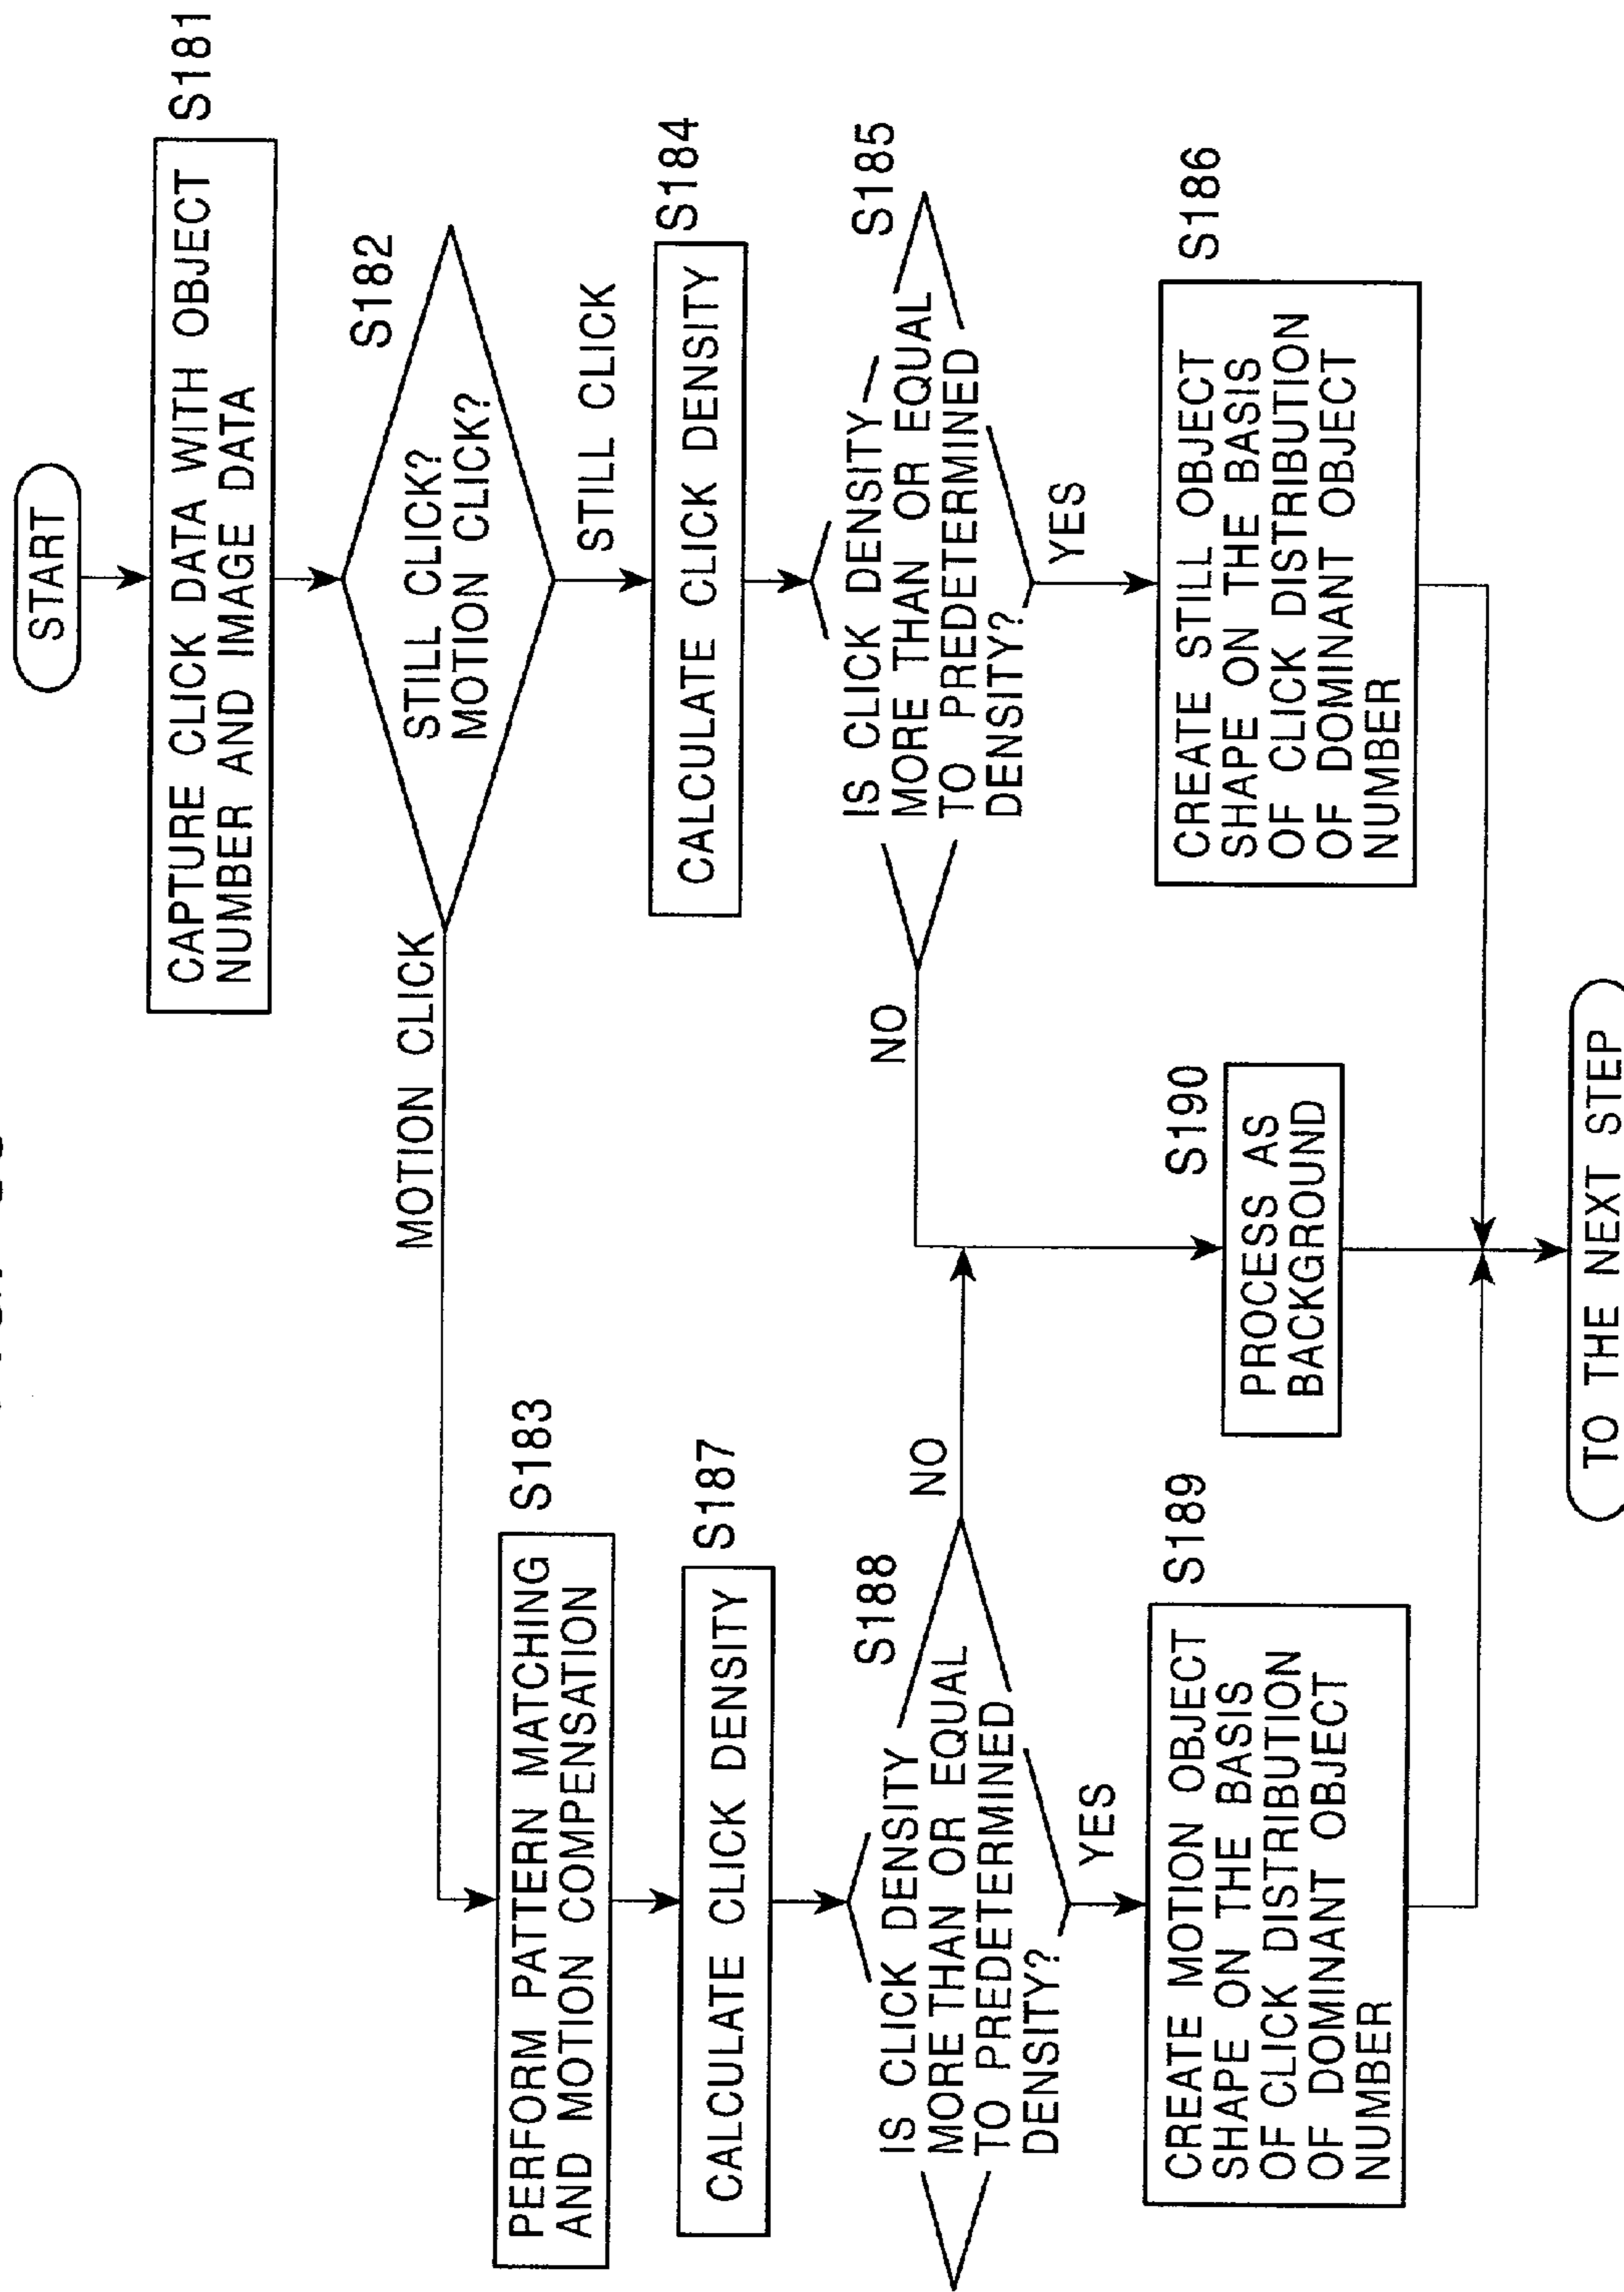 START
CAPTURE CLICK DATA WITH OBJECT
NUMBER AND IMAGE DATA
S181
STILL CLICK?
MOTION CLICK?
S182
MOTION CLICK
STILL CLICK
PERFORM PATTERN MATCHING
AND MOTION COMPENSATION
S183
CALCULATE CLICK DENSITY
S184
CALCULATE CLICK DENSITY
S187
IS CLICK DENSITY
MORE THAN OR EQUAL
TO PREDETERMINED
DENSITY?
S185
NO
YES
IS CLICK DENSITY
MORE THAN OR EQUAL
TO PREDETERMINED
DENSITY?
S188
NO
YES
CREATE MOTION OBJECT
SHAPE ON THE BASIS
OF CLICK DISTRIBUTION
OF DOMINANT OBJECT
NUMBER
S189
PROCESS AS
BACKGROUND
S190
CREATE STILL OBJECT
SHAPE ON THE BASIS
OF CLICK DISTRIBUTION
OF DOMINANT OBJECT
NUMBER
S186
TO THE NEXT STEP